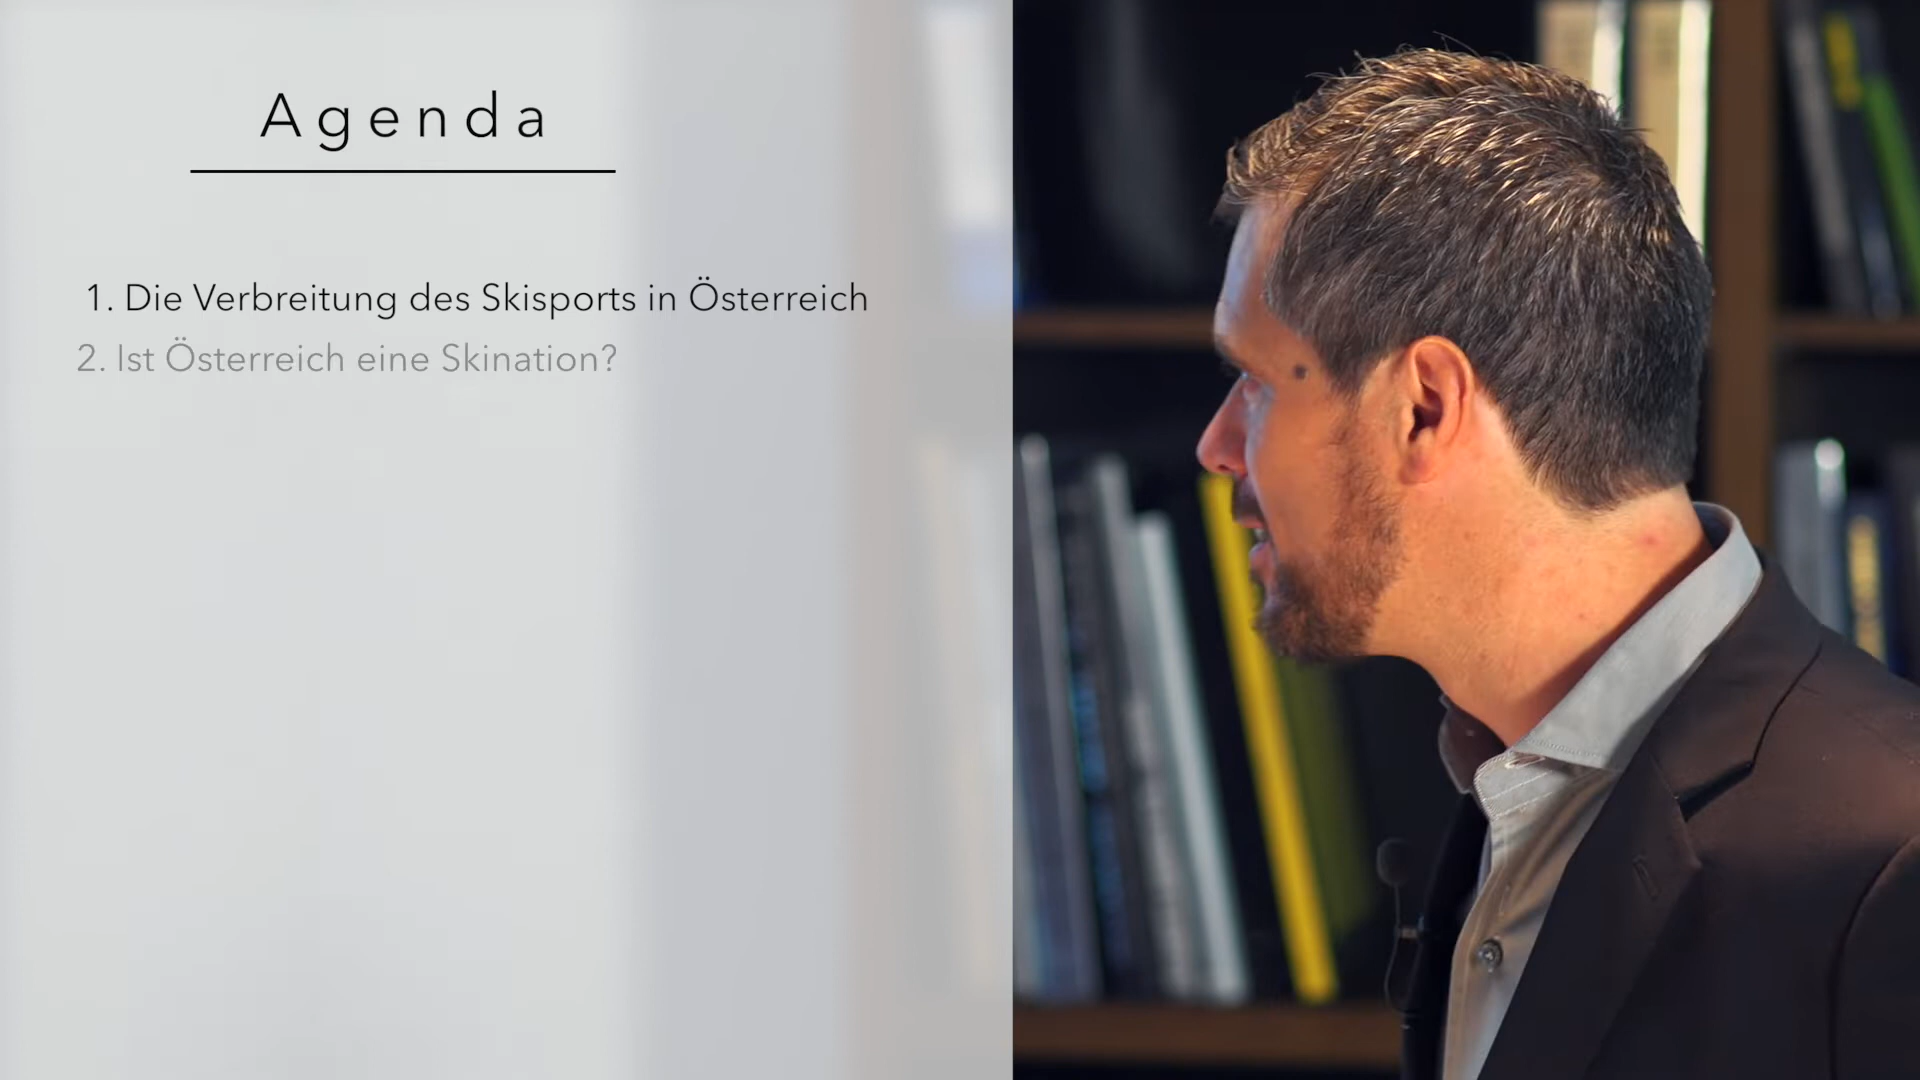 Agenda
1. Die Verbreitung des Skisports in Österreich
2. Ist Österreich eine Skination?